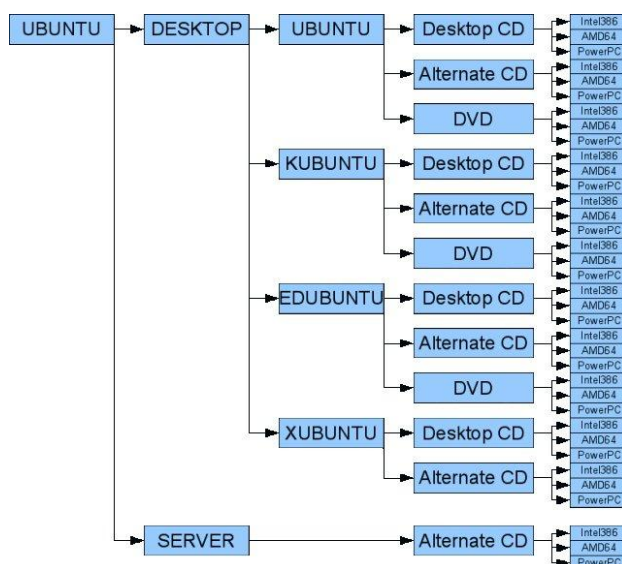 UBUNTU
DESKTOP
UBUNTU
Desktop CD
Intel386
AMD64
PowerPC
Alternate CD
Intel386
AMD64
PowerPC
DVD
Intel386
AMD64
PowerPC
KUBUNTU
Desktop CD
Intel386
AMD64
PowerPC
Alternate CD
Intel386
AMD64
PowerPC
DVD
Intel386
AMD64
PowerPC
EDUBUNTU
Desktop CD
Intel386
AMD64
PowerPC
Alternate CD
Intel386
AMD64
PowerPC
DVD
Intel386
AMD64
PowerPC
XUBUNTU
Desktop CD
Intel386
AMD64
PowerPC
Alternate CD
Intel386
AMD64
PowerPC
SERVER
Alternate CD
Intel386
AMD64
PowerPC